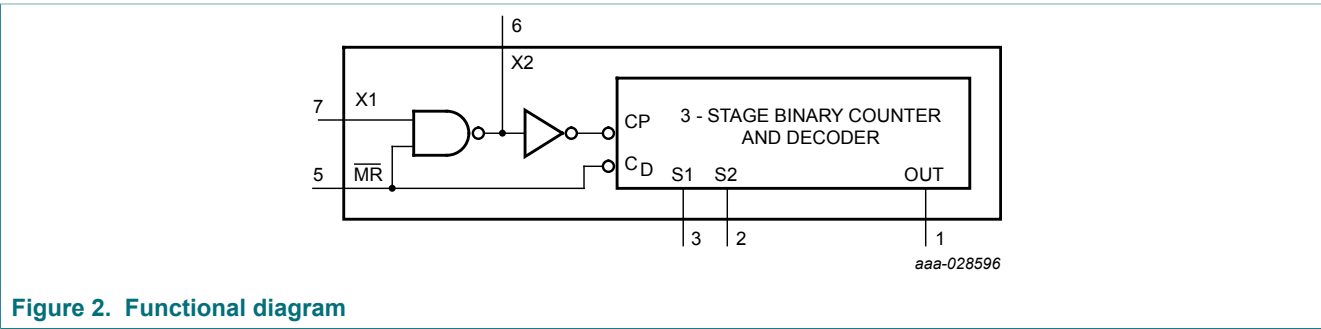 6
X2
7 X1
CP 3 - STAGE BINARY COUNTER
AND DECODER
CD
5 MR S1 S2 OUT
3 2 1
aaa-028596
Figure 2. Functional diagram